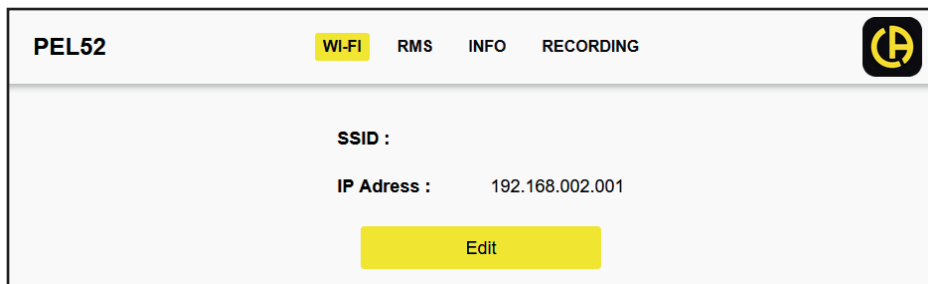 PEL52 WI-FI RMS INFO RECORDING
SSID :
IP Adress : 192.168.002.001
Edit